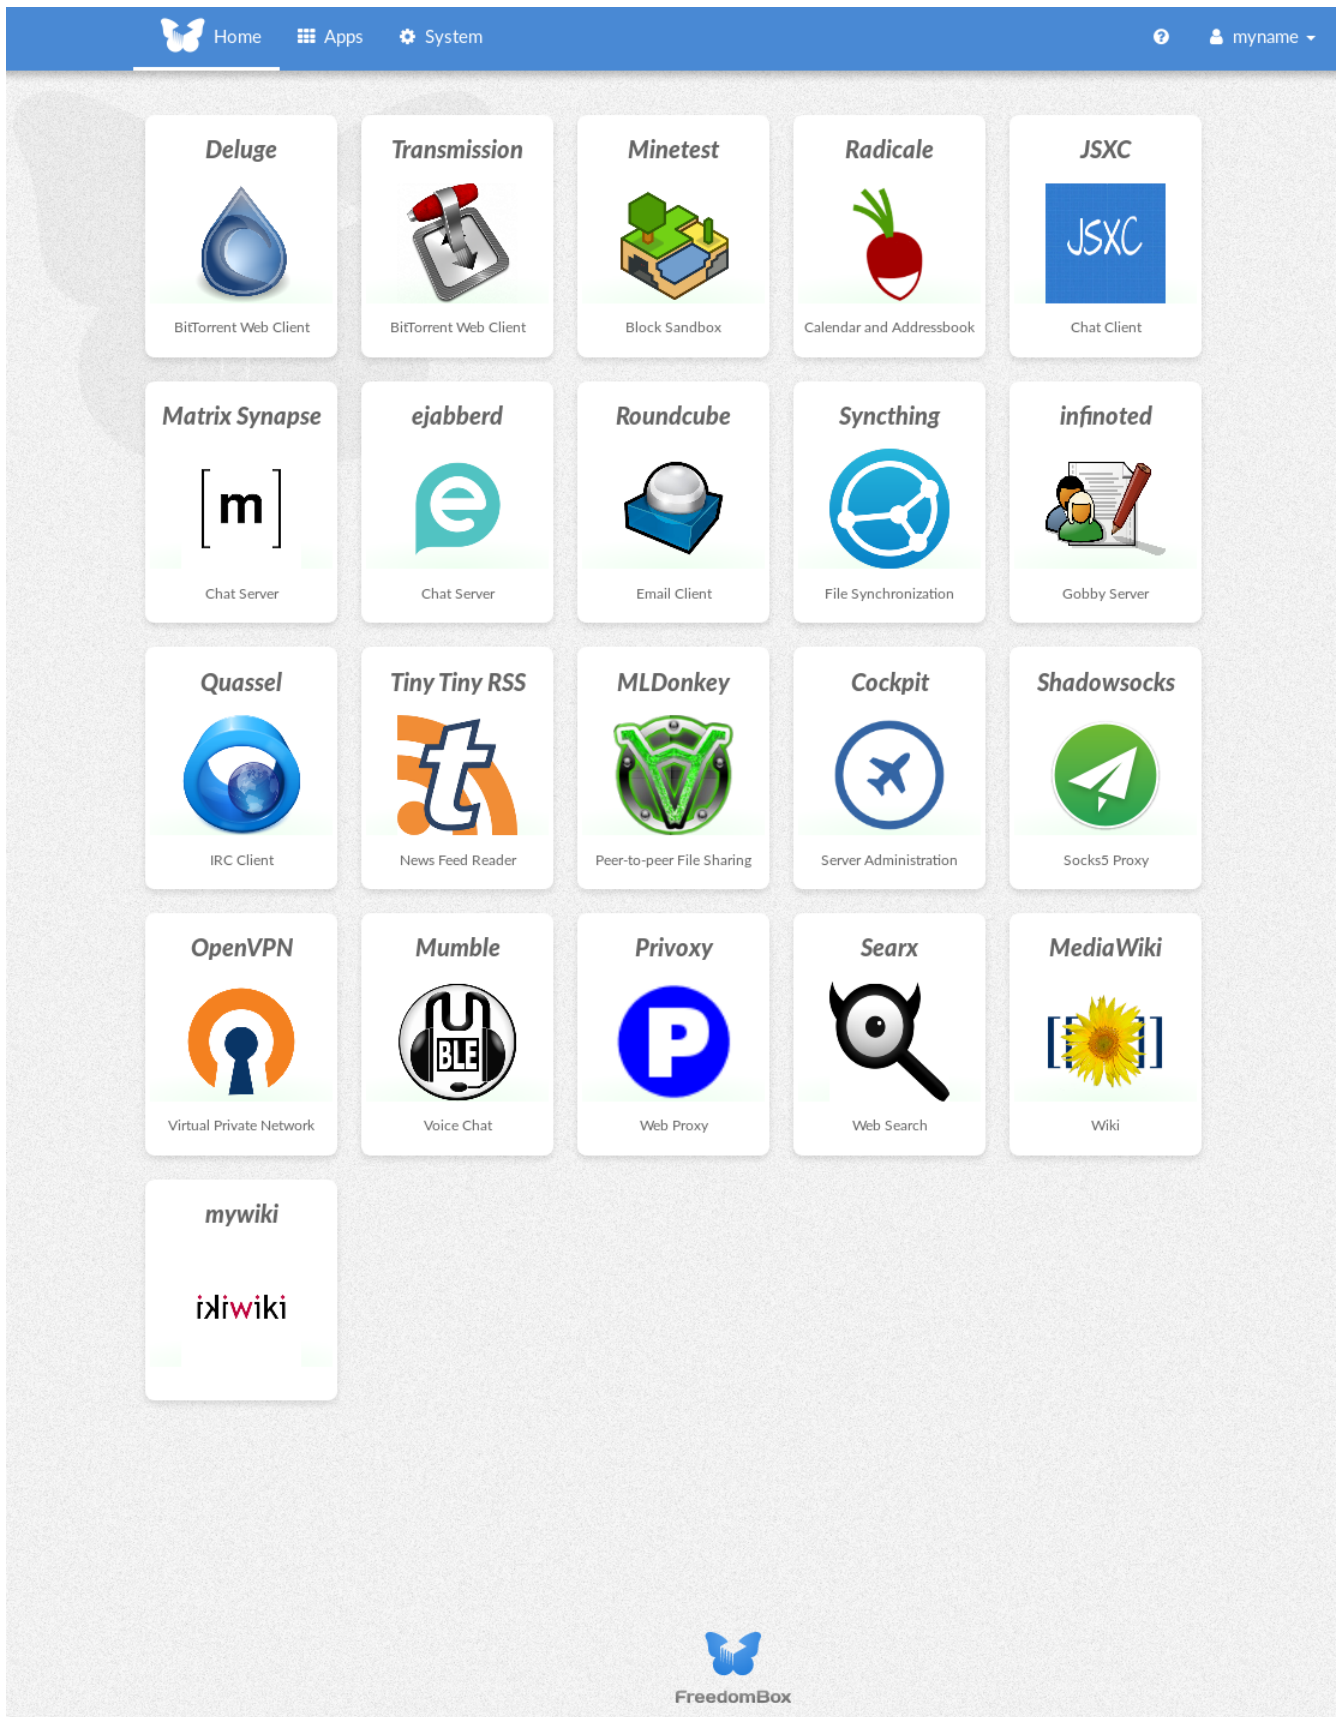 Home Apps System myname
Deluge Transmission Minetest Radicale JSXC
JSXC
BitTorrent Web Client BitTorrent Web Client Block Sandbox Calendar and Addressbook Chat Client
Matrix Synapse ejabberd Roundcube Syncthing infinoted
[m] e
Chat Server Chat Server Email Client File Synchronization Gobby Server
Quassel Tiny Tiny RSS MLDonkey Cockpit Shadowsocks
t
IRC Client News Feed Reader Peer-to-peer File Sharing Server Administration Socks5 Proxy
OpenVPN Mumble Privoxy Searx MediaWiki
BLE P [[ ]]
Virtual Private Network Voice Chat Web Proxy Web Search Wiki
mywiki
ikiwiki
FreedomBox